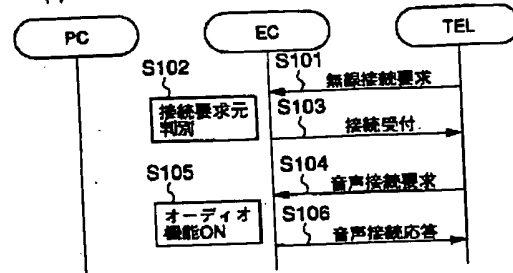 PC
EC
TEL
S101
無線接続要求
S102
接続要求元
判別
S103
接続受付
S104
音声接続要求
S105
オーディオ
機能ON
S106
音声接続応答